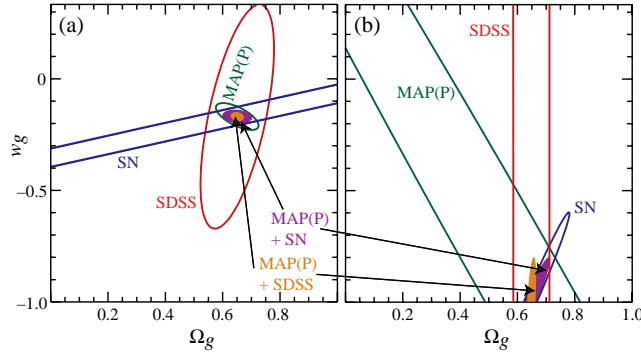 (a)
(b)
SDSS
MAP(P)
MAP(P)
0
SN
SN
wg
−0.5
SDSS
MAP(P)
+ SN
MAP(P)
+ SDSS
−1.0
0.2 0.4 0.6 0.8
0.2 0.4 0.6 0.8 1.0
Ωg
Ωg